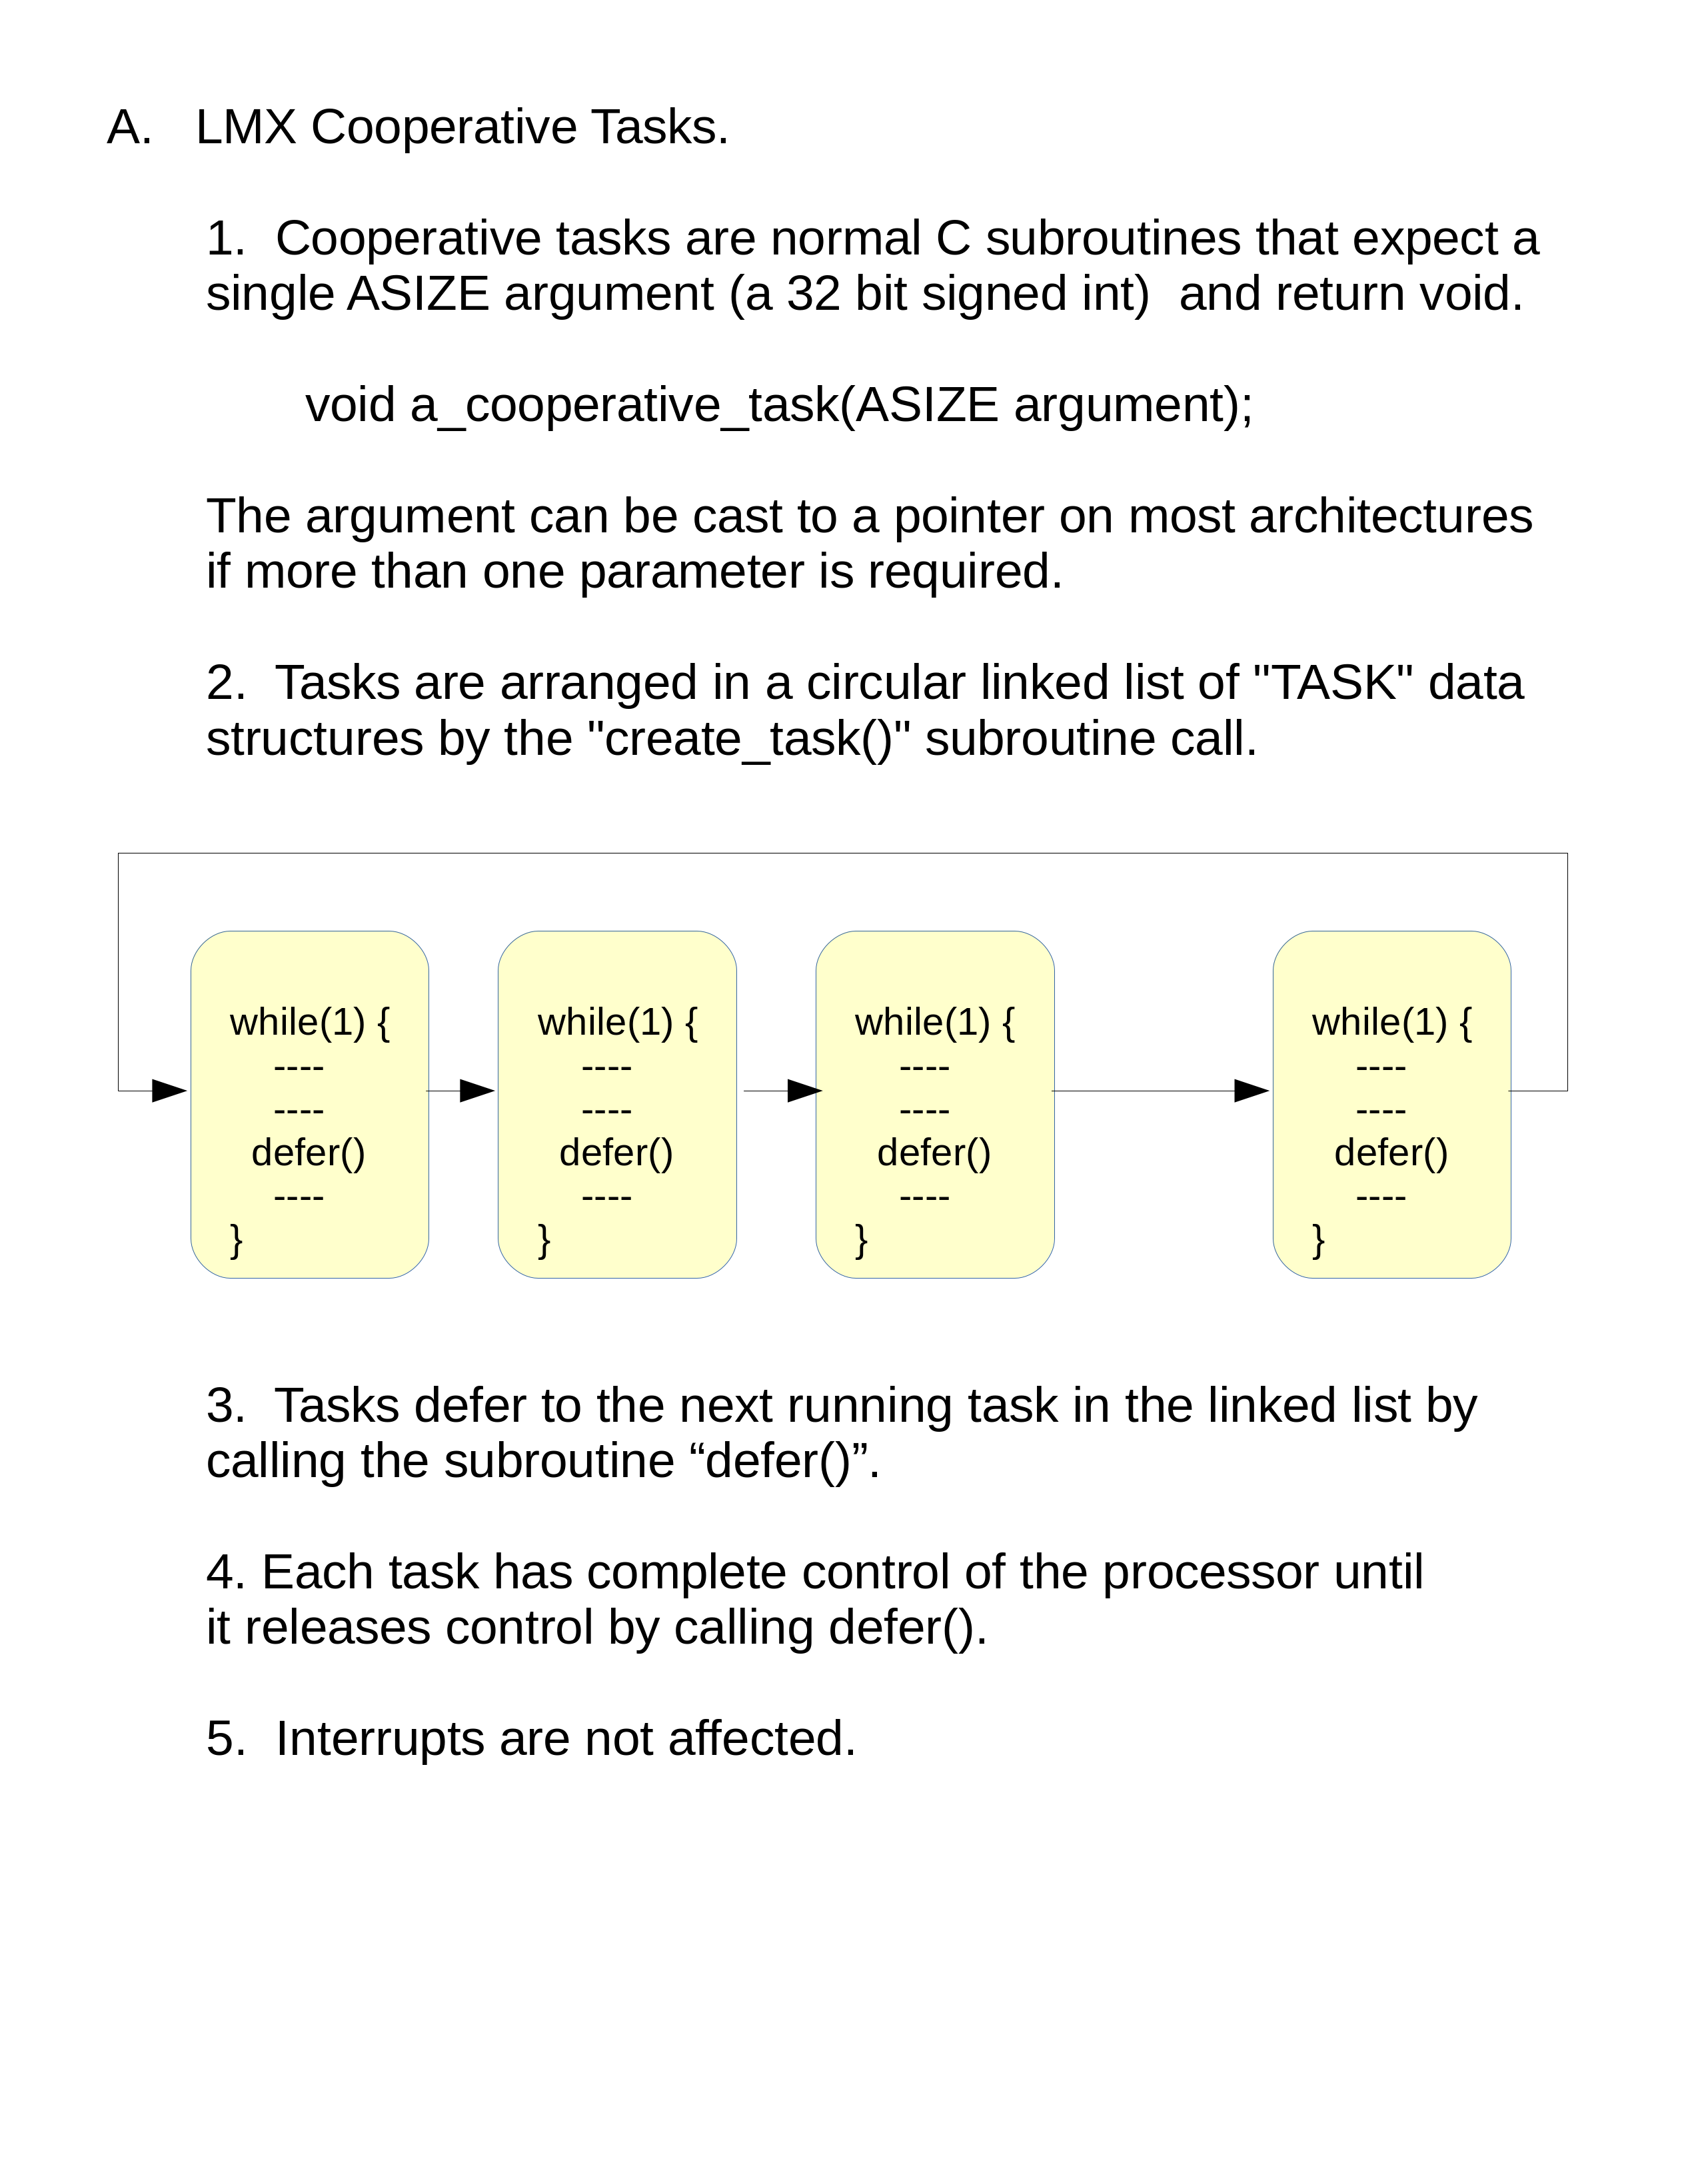 A. LMX Cooperative Tasks.
1. Cooperative tasks are normal C subroutines that expect a
single ASIZE argument (a 32 bit signed int) and return void.
void a_cooperative_task(ASIZE argument);
The argument can be cast to a pointer on most architectures
if more than one parameter is required.
2. Tasks are arranged in a circular linked list of "TASK" data
structures by the "create_task()" subroutine call.
while(1) {
----
----
defer()
----
}
while(1) {
----
----
defer()
----
}
while(1) {
----
----
defer()
----
}
while(1) {
----
----
defer()
----
}
3. Tasks defer to the next running task in the linked list by
calling the subroutine “defer()”.
4. Each task has complete control of the processor until
it releases control by calling defer().
5. Interrupts are not affected.